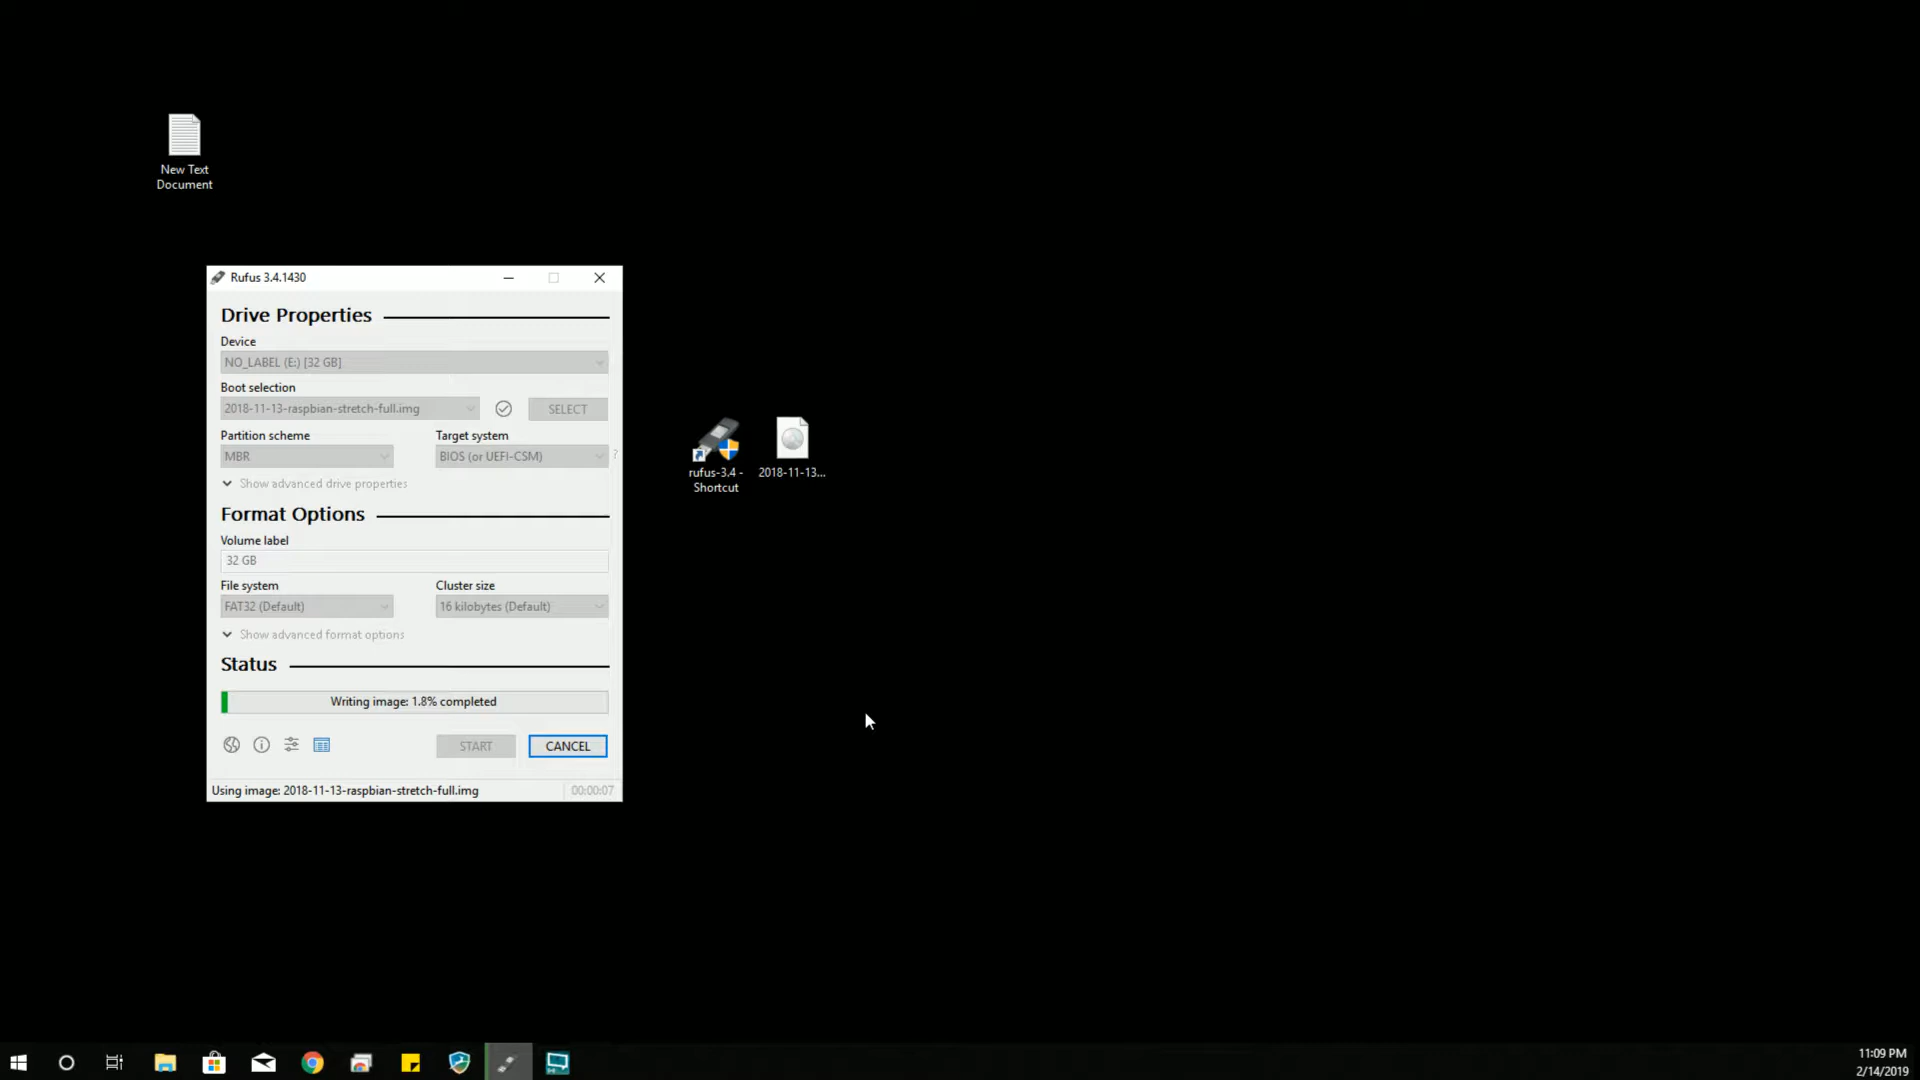 New Text
Document
Rufus 3.4.1430
Drive Properties
Device
NO_LABEL (E:) [32 GB]
Boot selection
2018-11-13-raspbian-stretch-full.img
SELECT
Partition scheme
Target system
MBR
BIOS (or UEFI-CSM)
?
Show advanced drive properties
Format Options
Volume label
32 GB
File system
Cluster size
FAT32 (Default)
16 kilobytes (Default)
Show advanced format options
Status
Writing image: 1.8% completed
START
CANCEL
Using image: 2018-11-13-raspbian-stretch-full.img
00:00:07
rufus-3.4 -
Shortcut
2018-11-13...
11:09 PM
2/14/2019